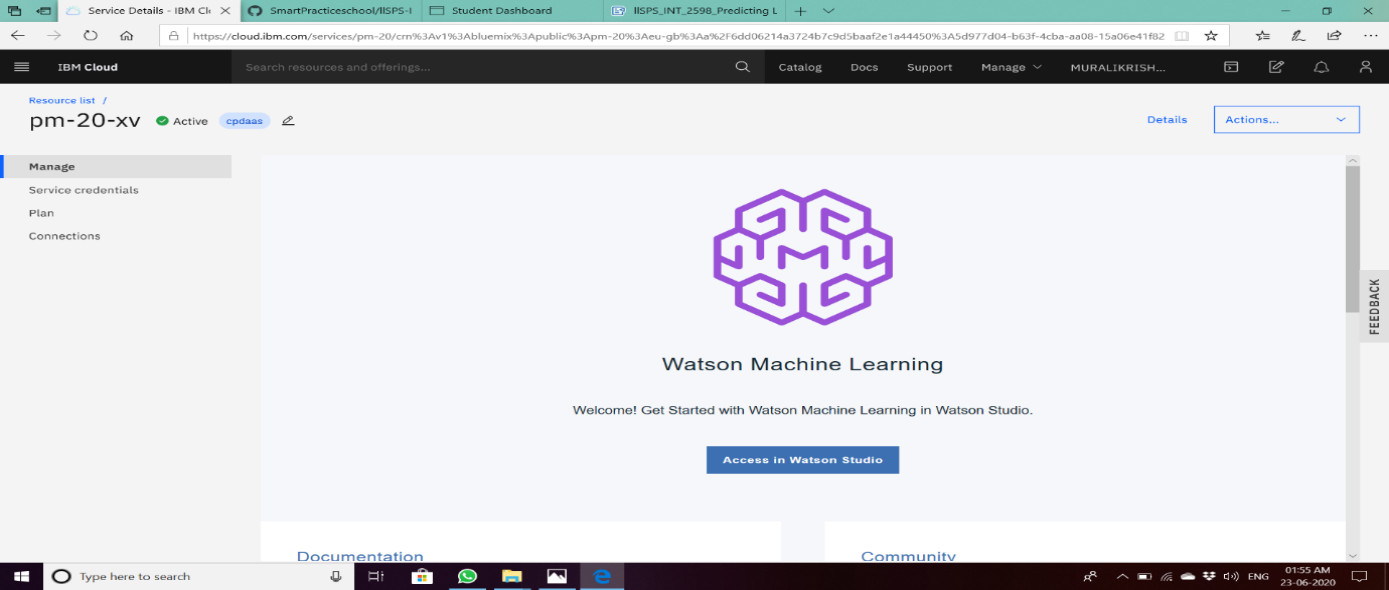 Service Details - IBM Cl
SmartPracticeschool/llSPS-I
Student Dashboard
llSPS_INT_2598_Predicting L
https://cloud.ibm.com/services/pm-20/crn%3Av1%3Abluemix%3Apublic%3Apm-20%3Aeu-gb%3Aa%2F6dd06214a3724b7c9d5baaf2e1a44450%3A5d977d04-b63f-4cba-aa08-15a06e41f82
IBM Cloud
Search resources and offerings...
Catalog
Docs
Support
Manage
MURALIKRISH...
Resource list /
pm-20-xv
Active
cpdaas
Details
Actions...
Manage
Service credentials
Plan
Connections
Watson Machine Learning
Welcome! Get Started with Watson Machine Learning in Watson Studio.
Access in Watson Studio
Documentation
Community
FEEDBACK
Type here to search
ENG
01:55 AM
23-06-2020